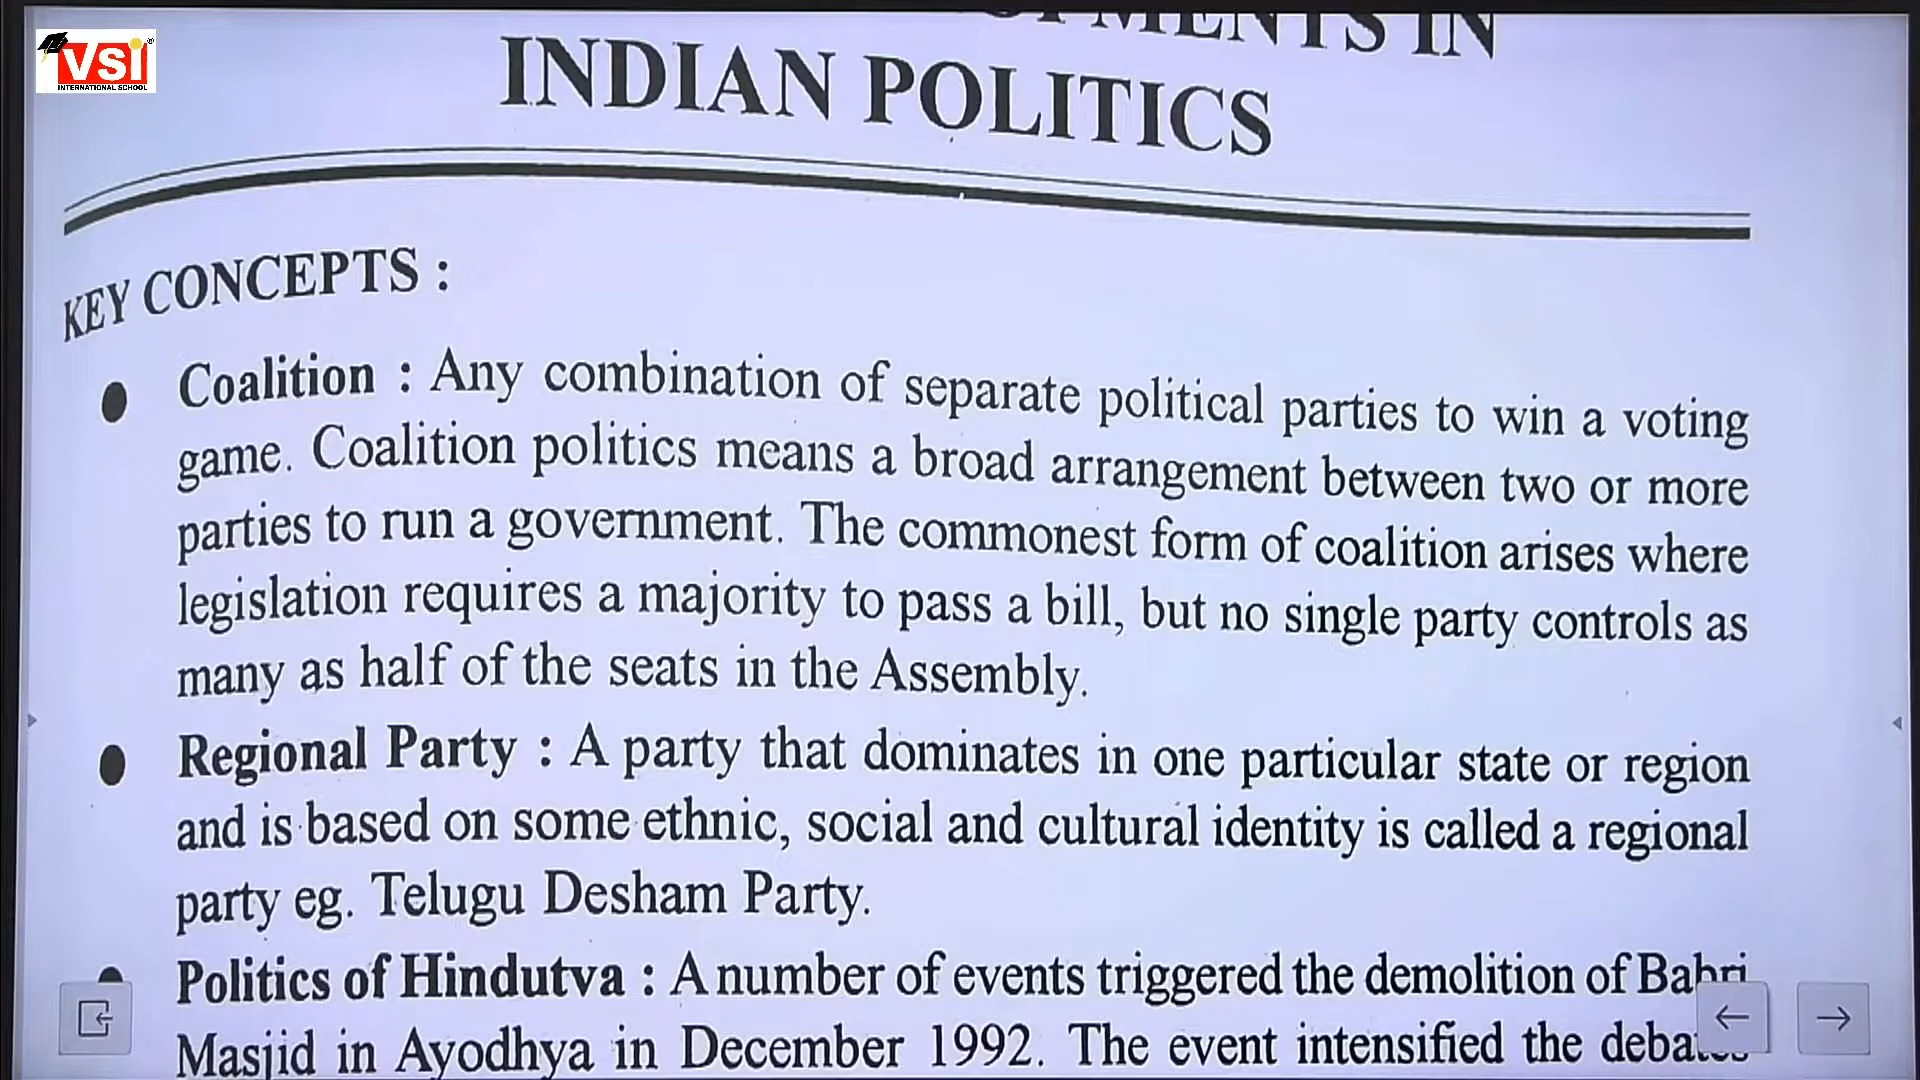 VSI
INTERNATIONAL SCHOOL
IN
INDIAN POLITICS
KEY CONCEPTS :
Coalition : Any combination of separate political parties to win a voting
game. Coalition politics means a broad arrangement between two or more
parties to run a government. The commonest form of coalition arises where
legislation requires a majority to pass a bill, but no single party controls as
many as half of the seats in the Assembly.
Regional Party : A party that dominates in one particular state or region
and is based on some ethnic, social and cultural identity is called a regional
party eg. Telugu Desham Party.
Politics of Hindutva : A number of events triggered the demolition of Babri
Masjid in Ayodhya in December 1992. The event intensified the